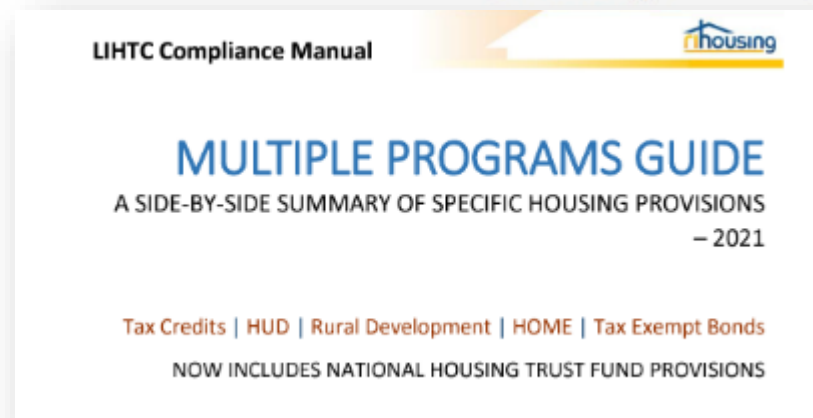 LIHTC Compliance Manual
rihousing
MULTIPLE PROGRAMS GUIDE
A SIDE-BY-SIDE SUMMARY OF SPECIFIC HOUSING PROVISIONS
– 2021
Tax Credits | HUD | Rural Development | HOME | Tax Exempt Bonds
NOW INCLUDES NATIONAL HOUSING TRUST FUND PROVISIONS